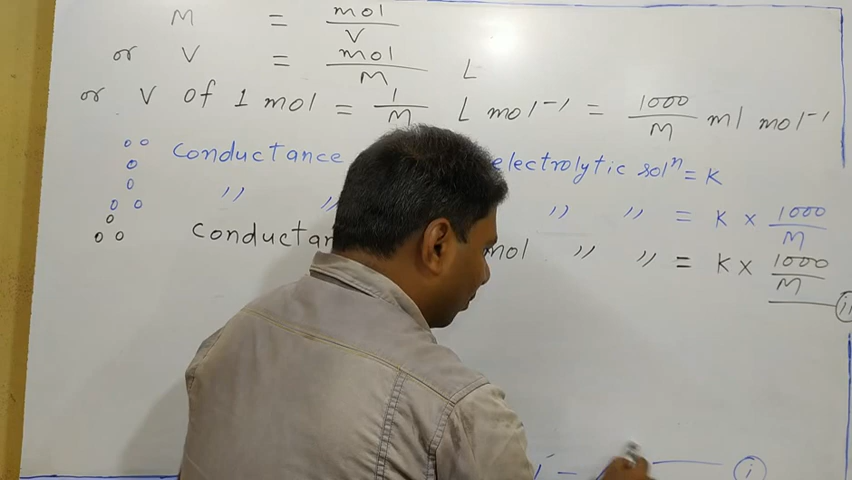 M = mol/V
or V = mol/M L
or V of 1 mol = 1/M L mol⁻¹ = 1000/M ml mol⁻¹
∴ Conductance electrolytic solⁿ = K
∴ " " " " = K × 1000/M
∴ Conductan mol " " = K × 1000/M (ii)
(i)